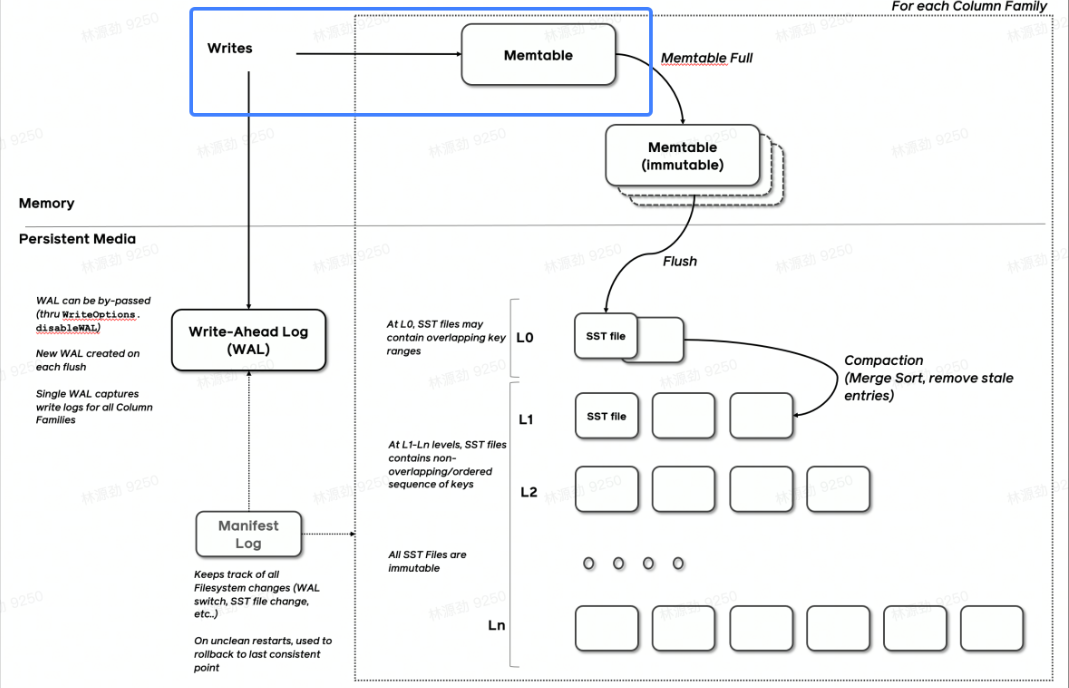 For each Column Family
Writes
Memtable
Memtable Full
Memtable
(immutable)
Memory
Persistent Media
Flush
WAL can be by-passed
(thru WriteOptions.
disableWAL)
New WAL created on
each flush
Single WAL captures
write logs for all Column
Families
Write-Ahead Log
(WAL)
At L0, SST files may
contain overlapping key
ranges
L0
SST file
Compaction
(Merge Sort, remove stale
entries)
L1
SST file
At L1-Ln levels, SST files
contains non-
overlapping/ordered
sequence of keys
L2
Manifest
Log
All SST Files are
immutable
Keeps track of all
Filesystem changes (WAL
switch, SST file change,
etc..)
On unclean restarts, used to
rollback to last consistent
point
Ln
林源劲 9250